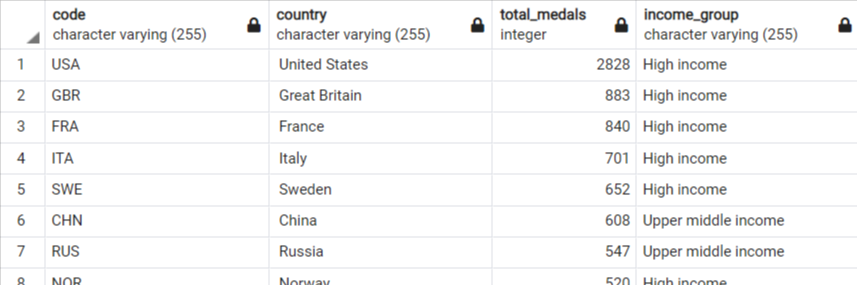 code country total_medals income_group
character varying (255) character varying (255) integer character varying (255)
1 USA United States 2828 High income
2 GBR Great Britain 883 High income
3 FRA France 840 High income
4 ITA Italy 701 High income
5 SWE Sweden 652 High income
6 CHN China 608 Upper middle income
7 RUS Russia 547 Upper middle income
8 NOR Norway 520 High income